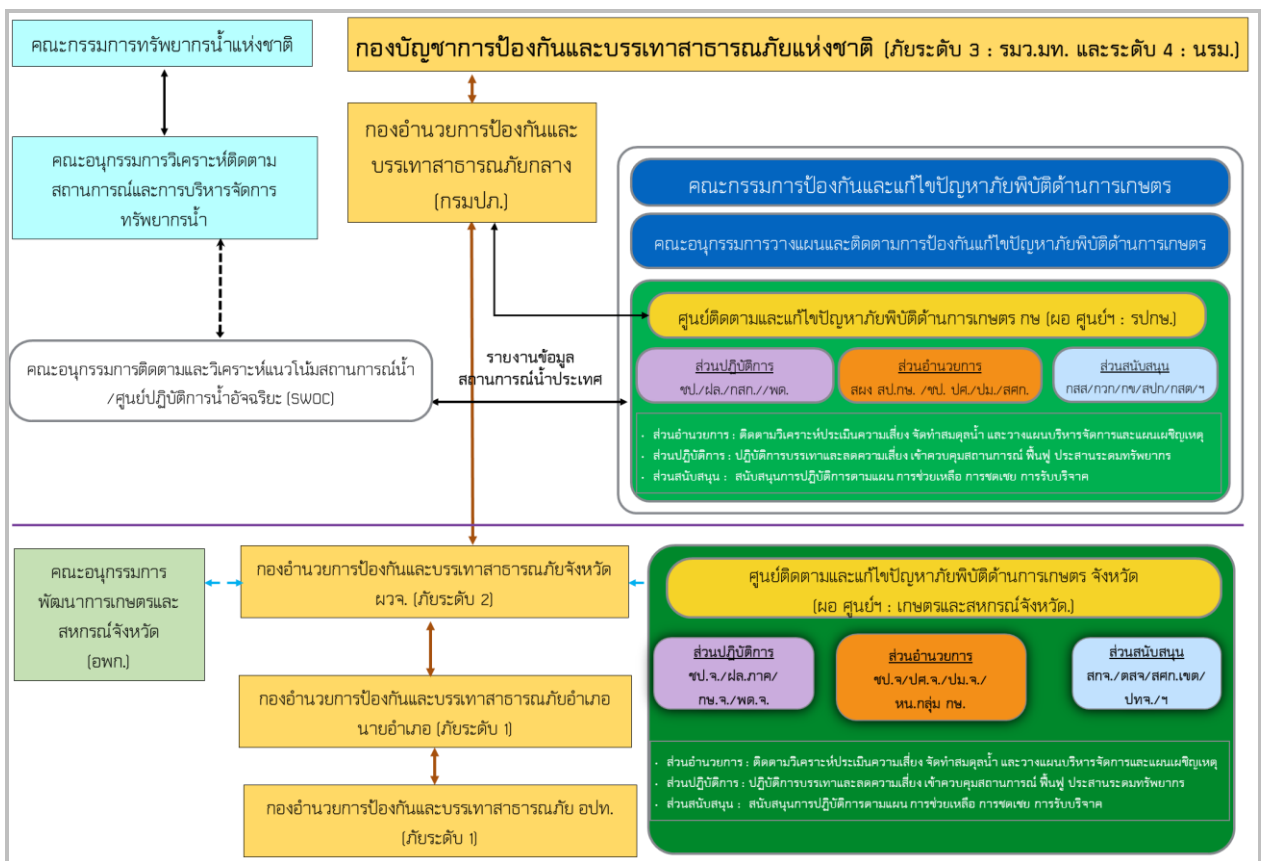 คณะกรรมการทรัพยากรน้ำแห่งชาติ
กองบัญชาการป้องกันและบรรเทาสาธารณภัยแห่งชาติ (ภัยระดับ 3 : รมว.มท. และระดับ 4 : นรม.)
กองอำนวยการป้องกันและ
บรรเทาสาธารณภัยกลาง
(กรมปภ.)
คณะอนุกรรมการวิเคราะห์ติดตาม
สถานการณ์และการบริหารจัดการ
ทรัพยากรน้ำ
คณะกรรมการป้องกันและแก้ไขปัญหาภัยพิบัติด้านการเกษตร
คณะอนุกรรมการวางแผนและติดตามการป้องกันแก้ไขปัญหาภัยพิบัติด้านการเกษตร
ศูนย์ติดตามและแก้ไขปัญหาภัยพิบัติด้านการเกษตร กษ (ผอ ศูนย์ฯ : รปกษ.)
คณะอนุกรรมการติดตามและวิเคราะห์แนวโน้มสถานการณ์น้ำ
/ศูนย์ปฏิบัติการน้ำอัจฉริยะ (SWOC)
รายงานข้อมูล
สถานการณ์น้ำประเทศ
ส่วนปฏิบัติการ
ชป./ฝล./กสก.//พด.
ส่วนอำนวยการ
สผง สป.กษ. /ชป. ปศ./ปม./สศก.
ส่วนสนับสนุน
กสส/กวก/กข/สปก/กสด/ฯ
- ส่วนอำนวยการ : ติดตามวิเคราะห์ประเมินความเสี่ยง จัดทำสมดุลน้ำ และวางแผนบริหารจัดการและแผนเผชิญเหตุ
- ส่วนปฏิบัติการ : ปฏิบัติการบรรเทาและลดความเสี่ยง เข้าควบคุมสถานการณ์ ฟื้นฟู ประสานระดมทรัพยากร
- ส่วนสนับสนุน : สนับสนุนการปฏิบัติการตามแผน การช่วยเหลือ การชดเชย การรับบริจาค
คณะอนุกรรมการ
พัฒนาการเกษตรและ
สหกรณ์จังหวัด
(อพก.)
กองอำนวยการป้องกันและบรรเทาสาธารณภัยจังหวัด
ผวจ. (ภัยระดับ 2)
กองอำนวยการป้องกันและบรรเทาสาธารณภัยอำเภอ
นายอำเภอ (ภัยระดับ 1)
กองอำนวยการป้องกันและบรรเทาสาธารณภัย อปท.
(ภัยระดับ 1)
ศูนย์ติดตามและแก้ไขปัญหาภัยพิบัติด้านการเกษตร จังหวัด
(ผอ ศูนย์ฯ : เกษตรและสหกรณ์จังหวัด.)
ส่วนปฏิบัติการ
ชป.จ./ฝล.ภาค/
กษ.จ./พด.จ.
ส่วนอำนวยการ
ชป.จ/ปศ.จ./ปม.จ./
หน.กลุ่ม กษ.
ส่วนสนับสนุน
สกจ./ตสจ/สศก.เขต/
ปทจ./ฯ
- ส่วนอำนวยการ : ติดตามวิเคราะห์ประเมินความเสี่ยง จัดทำสมดุลน้ำ และวางแผนบริหารจัดการและแผนเผชิญเหตุ
- ส่วนปฏิบัติการ : ปฏิบัติการบรรเทาและลดความเสี่ยง เข้าควบคุมสถานการณ์ ฟื้นฟู ประสานระดมทรัพยากร
- ส่วนสนับสนุน : สนับสนุนการปฏิบัติการตามแผน การช่วยเหลือ การชดเชย การรับบริจาค